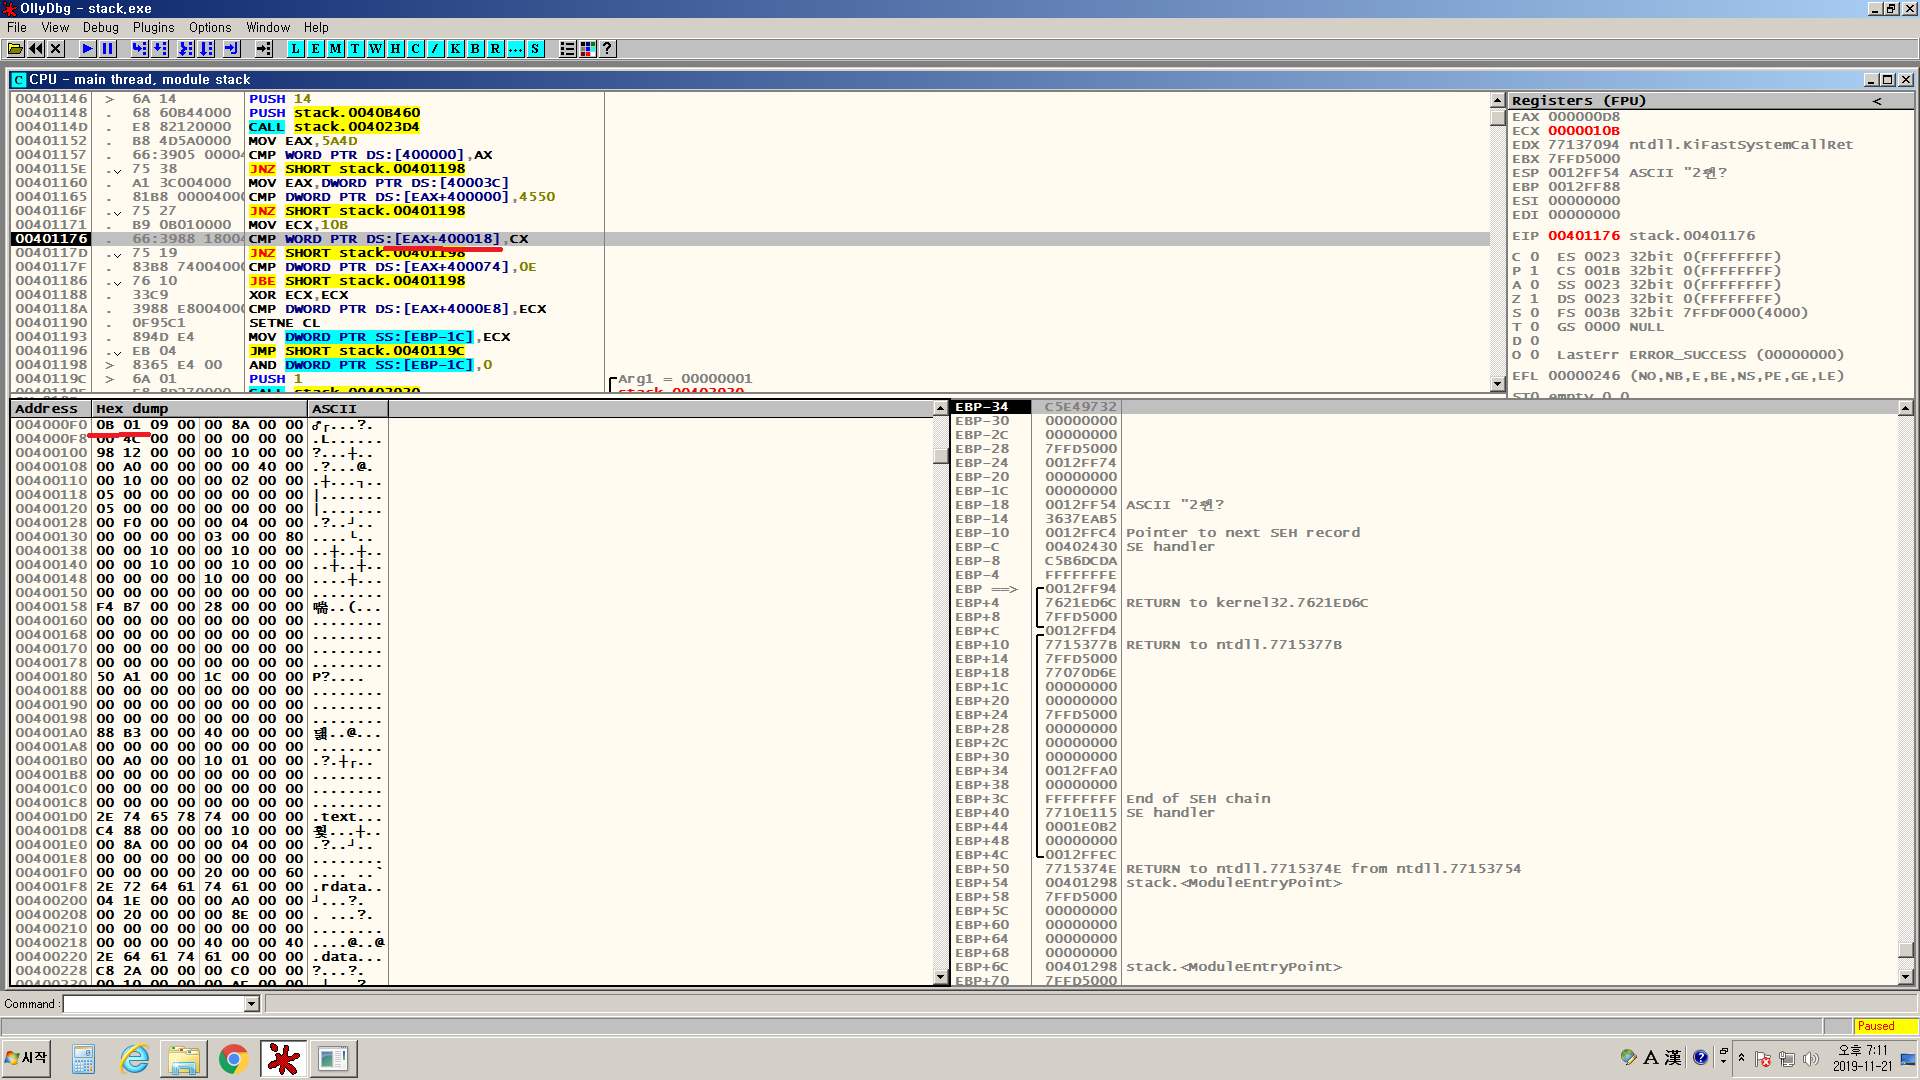 OllyDbg - stack.exe
File View Debug Plugins Options Window Help
L E M T W H C / K B R ... S ?
C CPU - main thread, module stack
00401146 > 6A 14 PUSH 14
00401148 . 68 60B44000 PUSH stack.0040B460
0040114D . E8 82120000 CALL stack.004023D4
00401152 . B8 4D5A0000 MOV EAX,5A4D
00401157 . 66:3905 00004 CMP WORD PTR DS:[400000],AX
0040115E . 75 38 JNZ SHORT stack.00401198
00401160 . A1 3C004000 MOV EAX,DWORD PTR DS:[40003C]
00401165 . 81B8 00004000 CMP DWORD PTR DS:[EAX+400000],4550
0040116F . 75 27 JNZ SHORT stack.00401198
00401171 . B9 0B010000 MOV ECX,10B
00401176 . 66:3988 18004 CMP WORD PTR DS:[EAX+400018],CX
0040117D . 75 19 JNZ SHORT stack.00401198
0040117F . 83B8 74004000 CMP DWORD PTR DS:[EAX+400074],0E
00401186 . 76 10 JBE SHORT stack.00401198
00401188 . 33C9 XOR ECX,ECX
0040118A . 3988 E8004000 CMP DWORD PTR DS:[EAX+4000E8],ECX
00401190 . 0F95C1 SETNE CL
00401193 . 894D E4 MOV DWORD PTR SS:[EBP-1C],ECX
00401196 . EB 04 JMP SHORT stack.0040119C
00401198 > 8365 E4 00 AND DWORD PTR SS:[EBP-1C],0
0040119C > 6A 01 PUSH 1 Arg1 = 00000001
Registers (FPU) <
EAX 000000D8
ECX 0000010B
EDX 77137094 ntdll.KiFastSystemCallRet
EBX 7FFD5000
ESP 0012FF54 ASCII "2펜?
EBP 0012FF88
ESI 00000000
EDI 00000000
EIP 00401176 stack.00401176
C 0 ES 0023 32bit 0(FFFFFFFF)
P 1 CS 001B 32bit 0(FFFFFFFF)
A 0 SS 0023 32bit 0(FFFFFFFF)
Z 1 DS 0023 32bit 0(FFFFFFFF)
S 0 FS 003B 32bit 7FFDF000(4000)
T 0 GS 0000 NULL
D 0
O 0 LastErr ERROR_SUCCESS (00000000)
EFL 00000246 (NO,NB,E,BE,NS,PE,GE,LE)
ST0 empty 0.0
Address Hex dump ASCII
004000F0 0B 01 09 00 00 8A 00 00 ♂┌...?.
004000F8 00 4C 00 00 00 00 00 00 .L......
00400100 98 12 00 00 00 10 00 00 ?...┼..
00400108 00 A0 00 00 00 00 40 00 .?...@.
00400110 00 10 00 00 00 02 00 00 .┼...┐..
00400118 05 00 00 00 00 00 00 00 |.......
00400120 05 00 00 00 00 00 00 00 |.......
00400128 00 F0 00 00 00 04 00 00 .?..┘..
00400130 00 00 00 00 03 00 00 80 ....└..
00400138 00 00 10 00 00 10 00 00 ..┼..┼..
00400140 00 00 10 00 00 10 00 00 ..┼..┼..
00400148 00 00 00 00 10 00 00 00 ....┼...
00400150 00 00 00 00 00 00 00 00 ........
00400158 F4 B7 00 00 28 00 00 00 喘..(...
00400160 00 00 00 00 00 00 00 00 ........
00400168 00 00 00 00 00 00 00 00 ........
00400170 00 00 00 00 00 00 00 00 ........
00400178 00 00 00 00 00 00 00 00 ........
00400180 50 A1 00 00 1C 00 00 00 P?....
00400188 00 00 00 00 00 00 00 00 ........
00400190 00 00 00 00 00 00 00 00 ........
00400198 00 00 00 00 00 00 00 00 ........
004001A0 88 B3 00 00 40 00 00 00 ..@...
004001A8 00 00 00 00 00 00 00 00 ........
004001B0 00 A0 00 00 10 01 00 00 .?.┼┌..
004001B8 00 00 00 00 00 00 00 00 ........
004001C0 00 00 00 00 00 00 00 00 ........
004001C8 00 00 00 00 00 00 00 00 ........
004001D0 2E 74 65 78 74 00 00 00 .text...
004001D8 C4 88 00 00 00 10 00 00 ...┼..
004001E0 00 8A 00 00 00 04 00 00 .?..┘..
004001E8 00 00 00 00 00 00 00 00 ........
004001F0 00 00 00 00 20 00 00 60 .... ..`
004001F8 2E 72 64 61 74 61 00 00 .rdata..
00400200 04 1E 00 00 00 A0 00 00 ┘...?.
00400208 00 20 00 00 00 8E 00 00 . ...?.
00400210 00 00 00 00 00 00 00 00 ........
00400218 00 00 00 00 40 00 00 40 ....@..@
00400220 2E 64 61 74 61 00 00 00 .data...
00400228 C8 2A 00 00 00 C0 00 00 ?...?.
EBP-34 C5E49732
EBP-30 00000000
EBP-2C 00000000
EBP-28 7FFD5000
EBP-24 0012FF74
EBP-20 00000000
EBP-1C 00000000
EBP-18 0012FF54 ASCII "2펜?
EBP-14 3637EAB5
EBP-10 0012FFC4 Pointer to next SEH record
EBP-C 00402430 SE handler
EBP-8 C5B6DCDA
EBP-4 FFFFFFFE
EBP ==> 0012FF94
EBP+4 7621ED6C RETURN to kernel32.7621ED6C
EBP+8 7FFD5000
EBP+C 0012FFD4
EBP+10 7715377B RETURN to ntdll.7715377B
EBP+14 7FFD5000
EBP+18 77070D6E
EBP+1C 00000000
EBP+20 00000000
EBP+24 7FFD5000
EBP+28 00000000
EBP+2C 00000000
EBP+30 00000000
EBP+34 0012FFA0
EBP+38 00000000
EBP+3C FFFFFFFF End of SEH chain
EBP+40 7710E115 SE handler
EBP+44 0001E0B2
EBP+48 00000000
EBP+4C 0012FFEC
EBP+50 7715374E RETURN to ntdll.7715374E from ntdll.77153754
EBP+54 00401298 stack.<ModuleEntryPoint>
EBP+58 7FFD5000
EBP+5C 00000000
EBP+60 00000000
EBP+64 00000000
EBP+68 00000000
EBP+6C 00401298 stack.<ModuleEntryPoint>
EBP+70 7FFD5000
Command :
Paused
시작
A 漢 ?
오후 7:11
2019-11-21